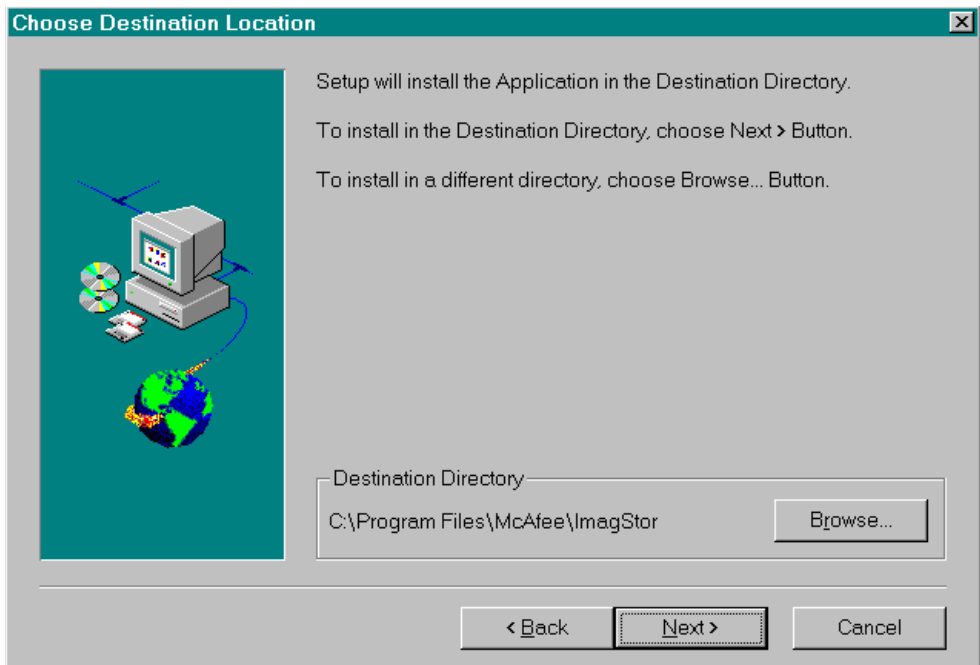 Choose Destination Location
Setup will install the Application in the Destination Directory.
To install in the Destination Directory, choose Next > Button.
To install in a different directory, choose Browse... Button.
Destination Directory
C:\Program Files\McAfee\ImagStor
Browse...
< Back
Next >
Cancel